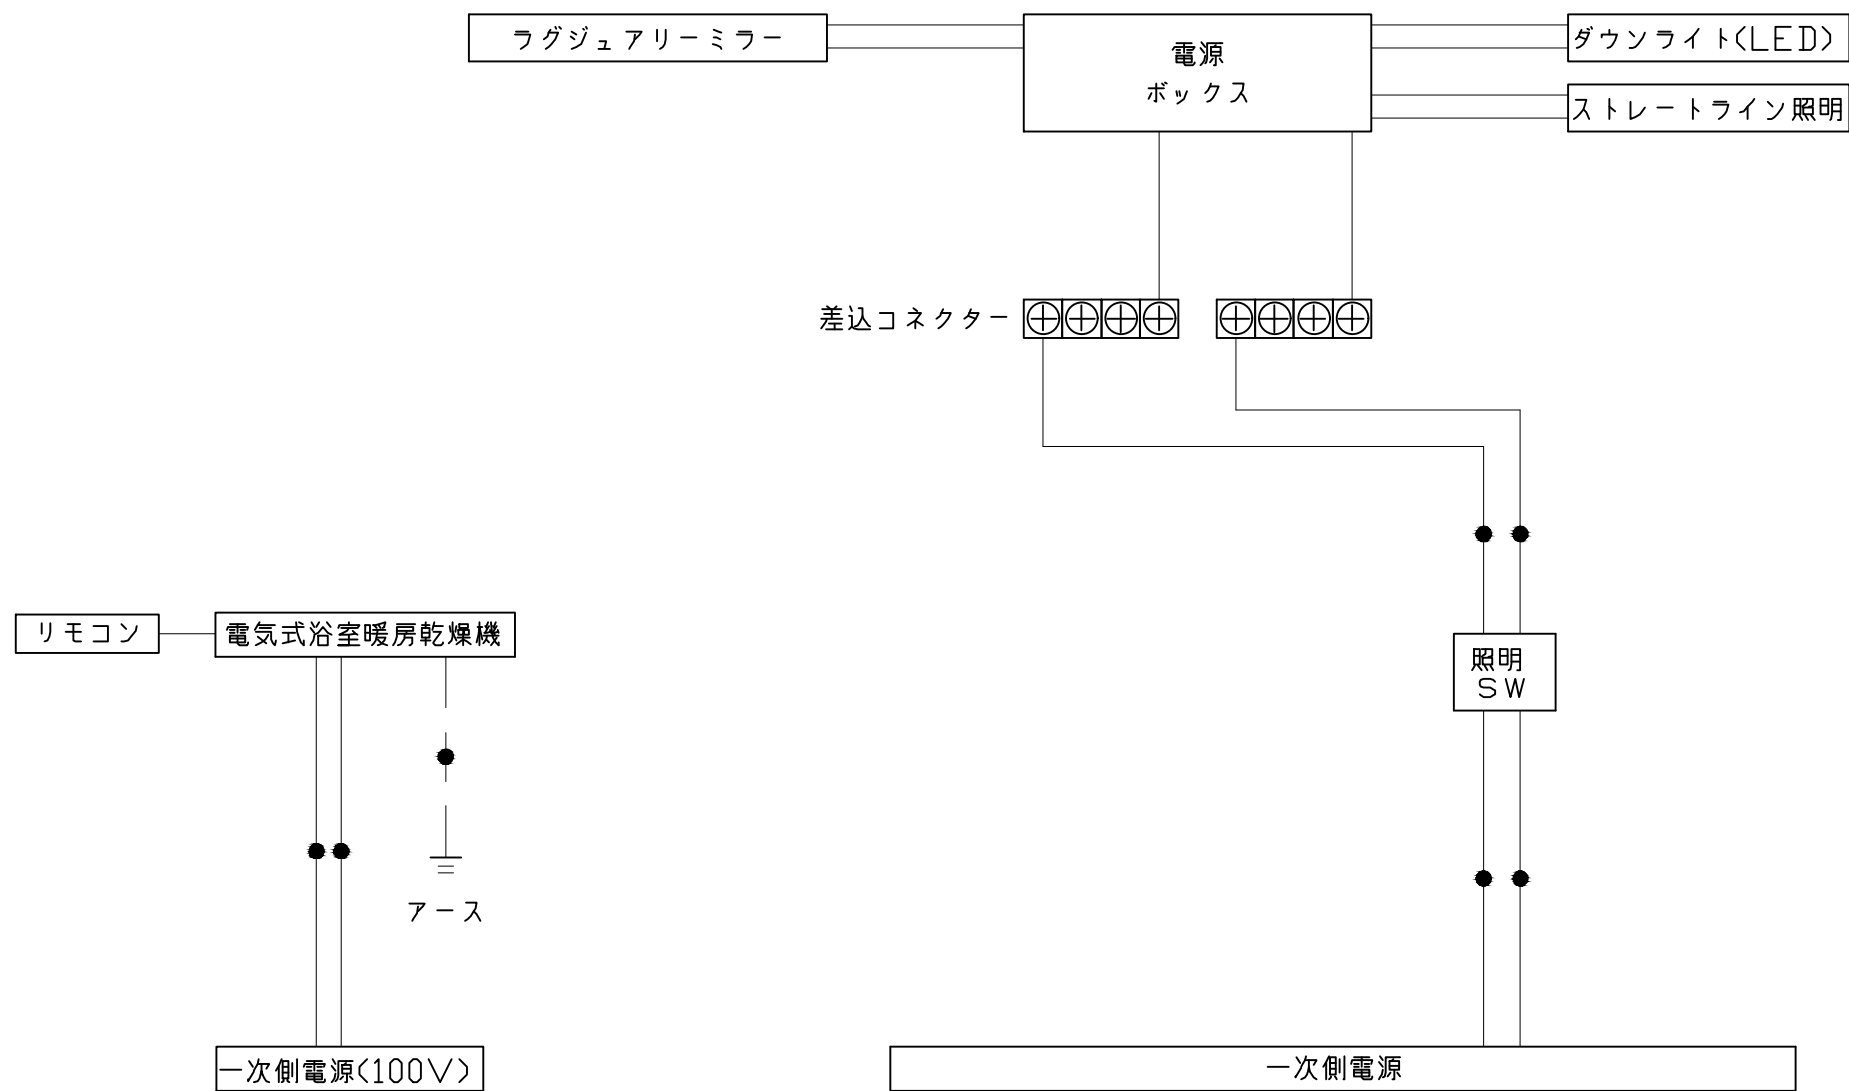 ラグジュアリーミラー
電源
ボックス
ダウンライト(LED)
ストレートライン照明
差込コネクター
リモコン
電気式浴室暖房乾燥機
照明
SW
アース
一次側電源(100V)
一次側電源